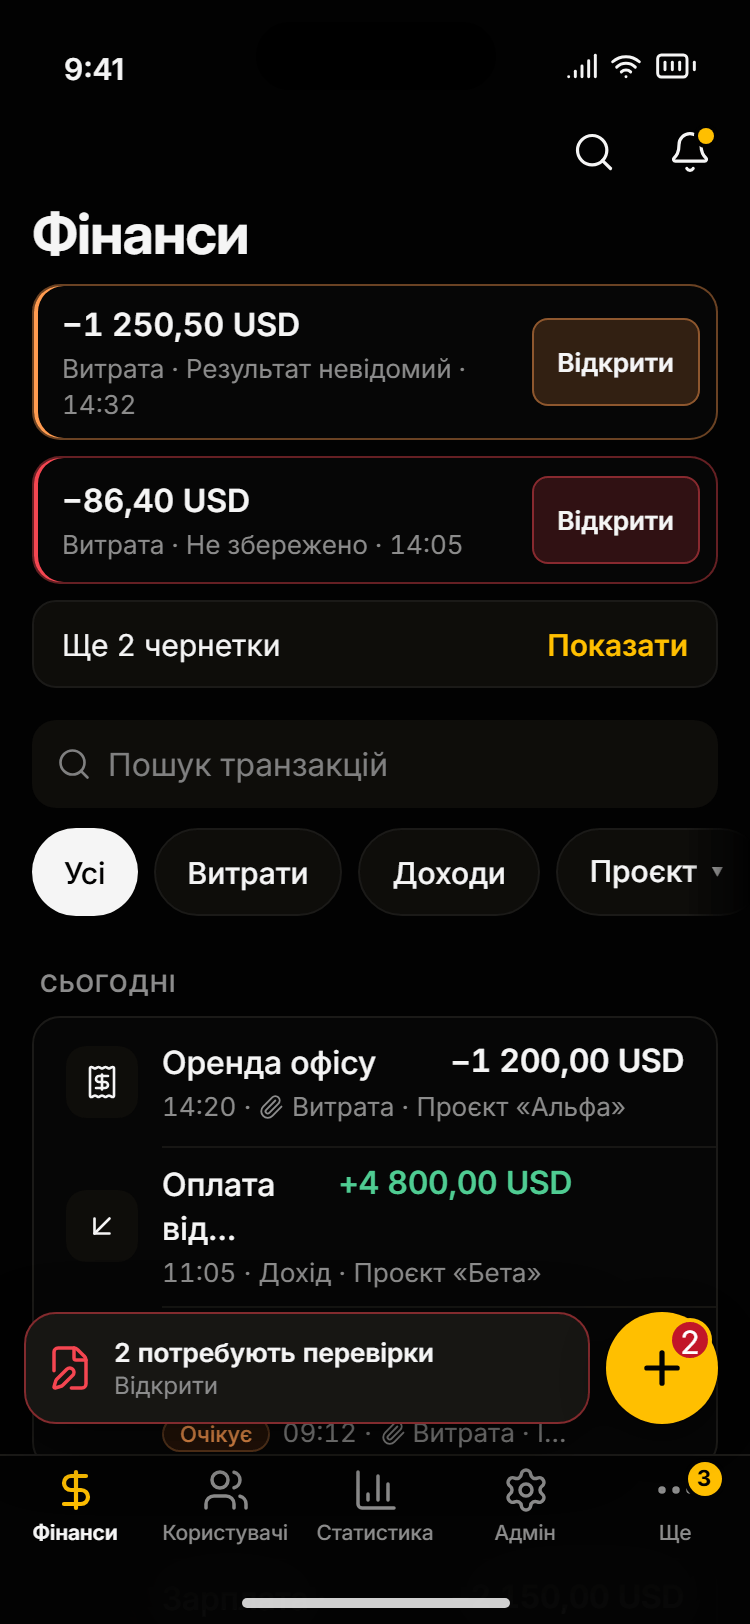 9:41
Фінанси
−1 250,50 USD
Витрата · Результат невідомий ·
14:32
Відкрити
−86,40 USD
Витрата · Не збережено · 14:05
Відкрити
Ще 2 чернетки
Показати
Пошук транзакцій
Усі
Витрати
Доходи
Проєкт
СЬОГОДНІ
Оренда офісу
−1 200,00 USD
14:20 · Витрата · Проєкт «Альфа»
Оплата
від...
+4 800,00 USD
11:05 · Дохід · Проєкт «Бета»
2 потребують перевірки
Відкрити
2
Очікує 09:12 · Витрата · І...
Фінанси
Користувачі
Статистика
Адмін
3
Ще